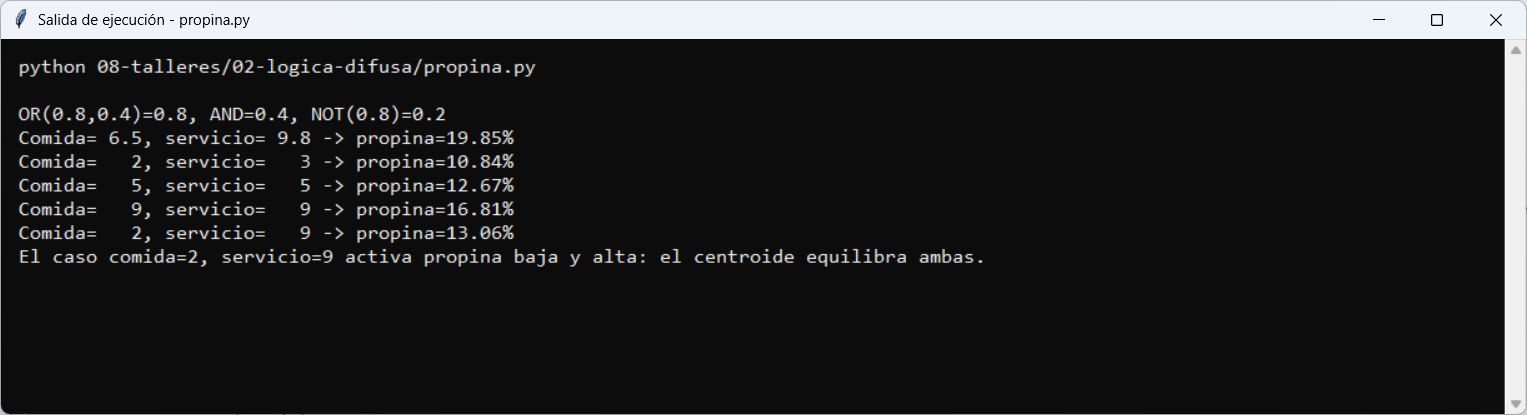 Salida de ejecución - propina.py
python 08-talleres/02-logica-difusa/propina.py
OR(0.8,0.4)=0.8, AND=0.4, NOT(0.8)=0.2
Comida= 6.5, servicio= 9.8 -> propina=19.85%
Comida=   2, servicio=   3 -> propina=10.84%
Comida=   5, servicio=   5 -> propina=12.67%
Comida=   9, servicio=   9 -> propina=16.81%
Comida=   2, servicio=   9 -> propina=13.06%
El caso comida=2, servicio=9 activa propina baja y alta: el centroide equilibra ambas.